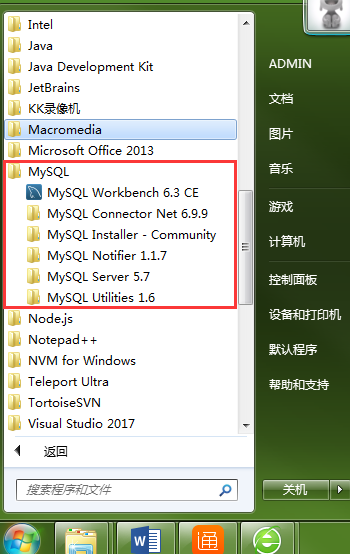 Intel
Java
Java Development Kit
JetBrains
KK录像机
Macromedia
Microsoft Office 2013
MySQL
MySQL Workbench 6.3 CE
MySQL Connector Net 6.9.9
MySQL Installer - Community
MySQL Notifier 1.1.7
MySQL Server 5.7
MySQL Utilities 1.6
Node.js
Notepad++
NVM for Windows
Teleport Ultra
TortoiseSVN
Visual Studio 2017
返回
搜索程序和文件
ADMIN
文档
图片
音乐
游戏
计算机
控制面板
设备和打印机
默认程序
帮助和支持
关机